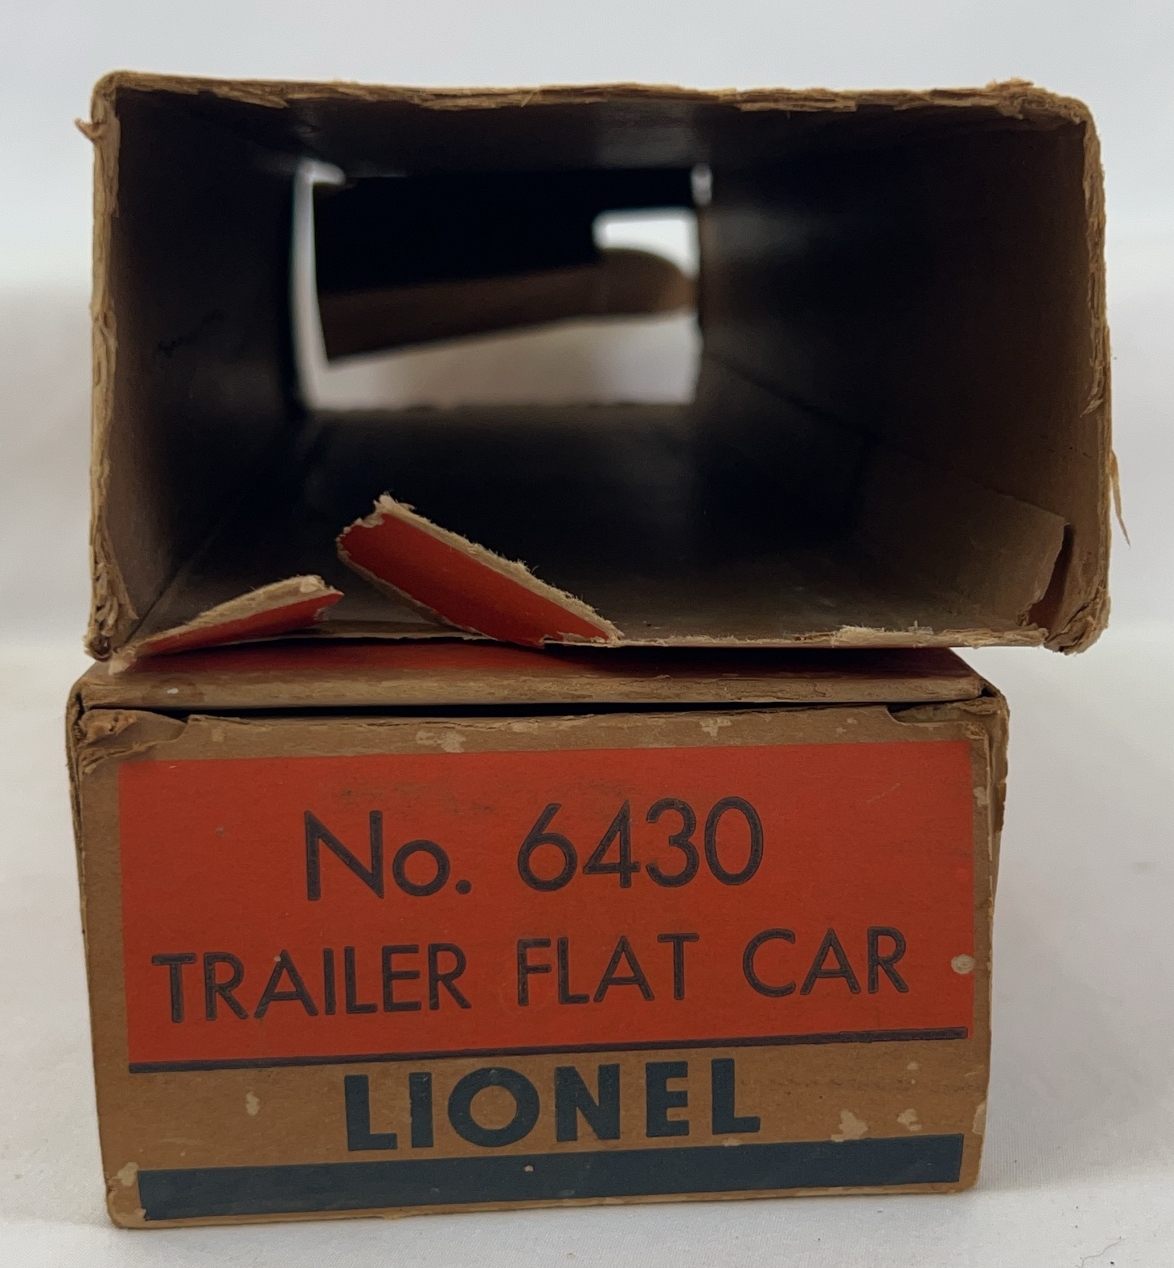 No. 6430
TRAILER FLAT CAR
LIONEL